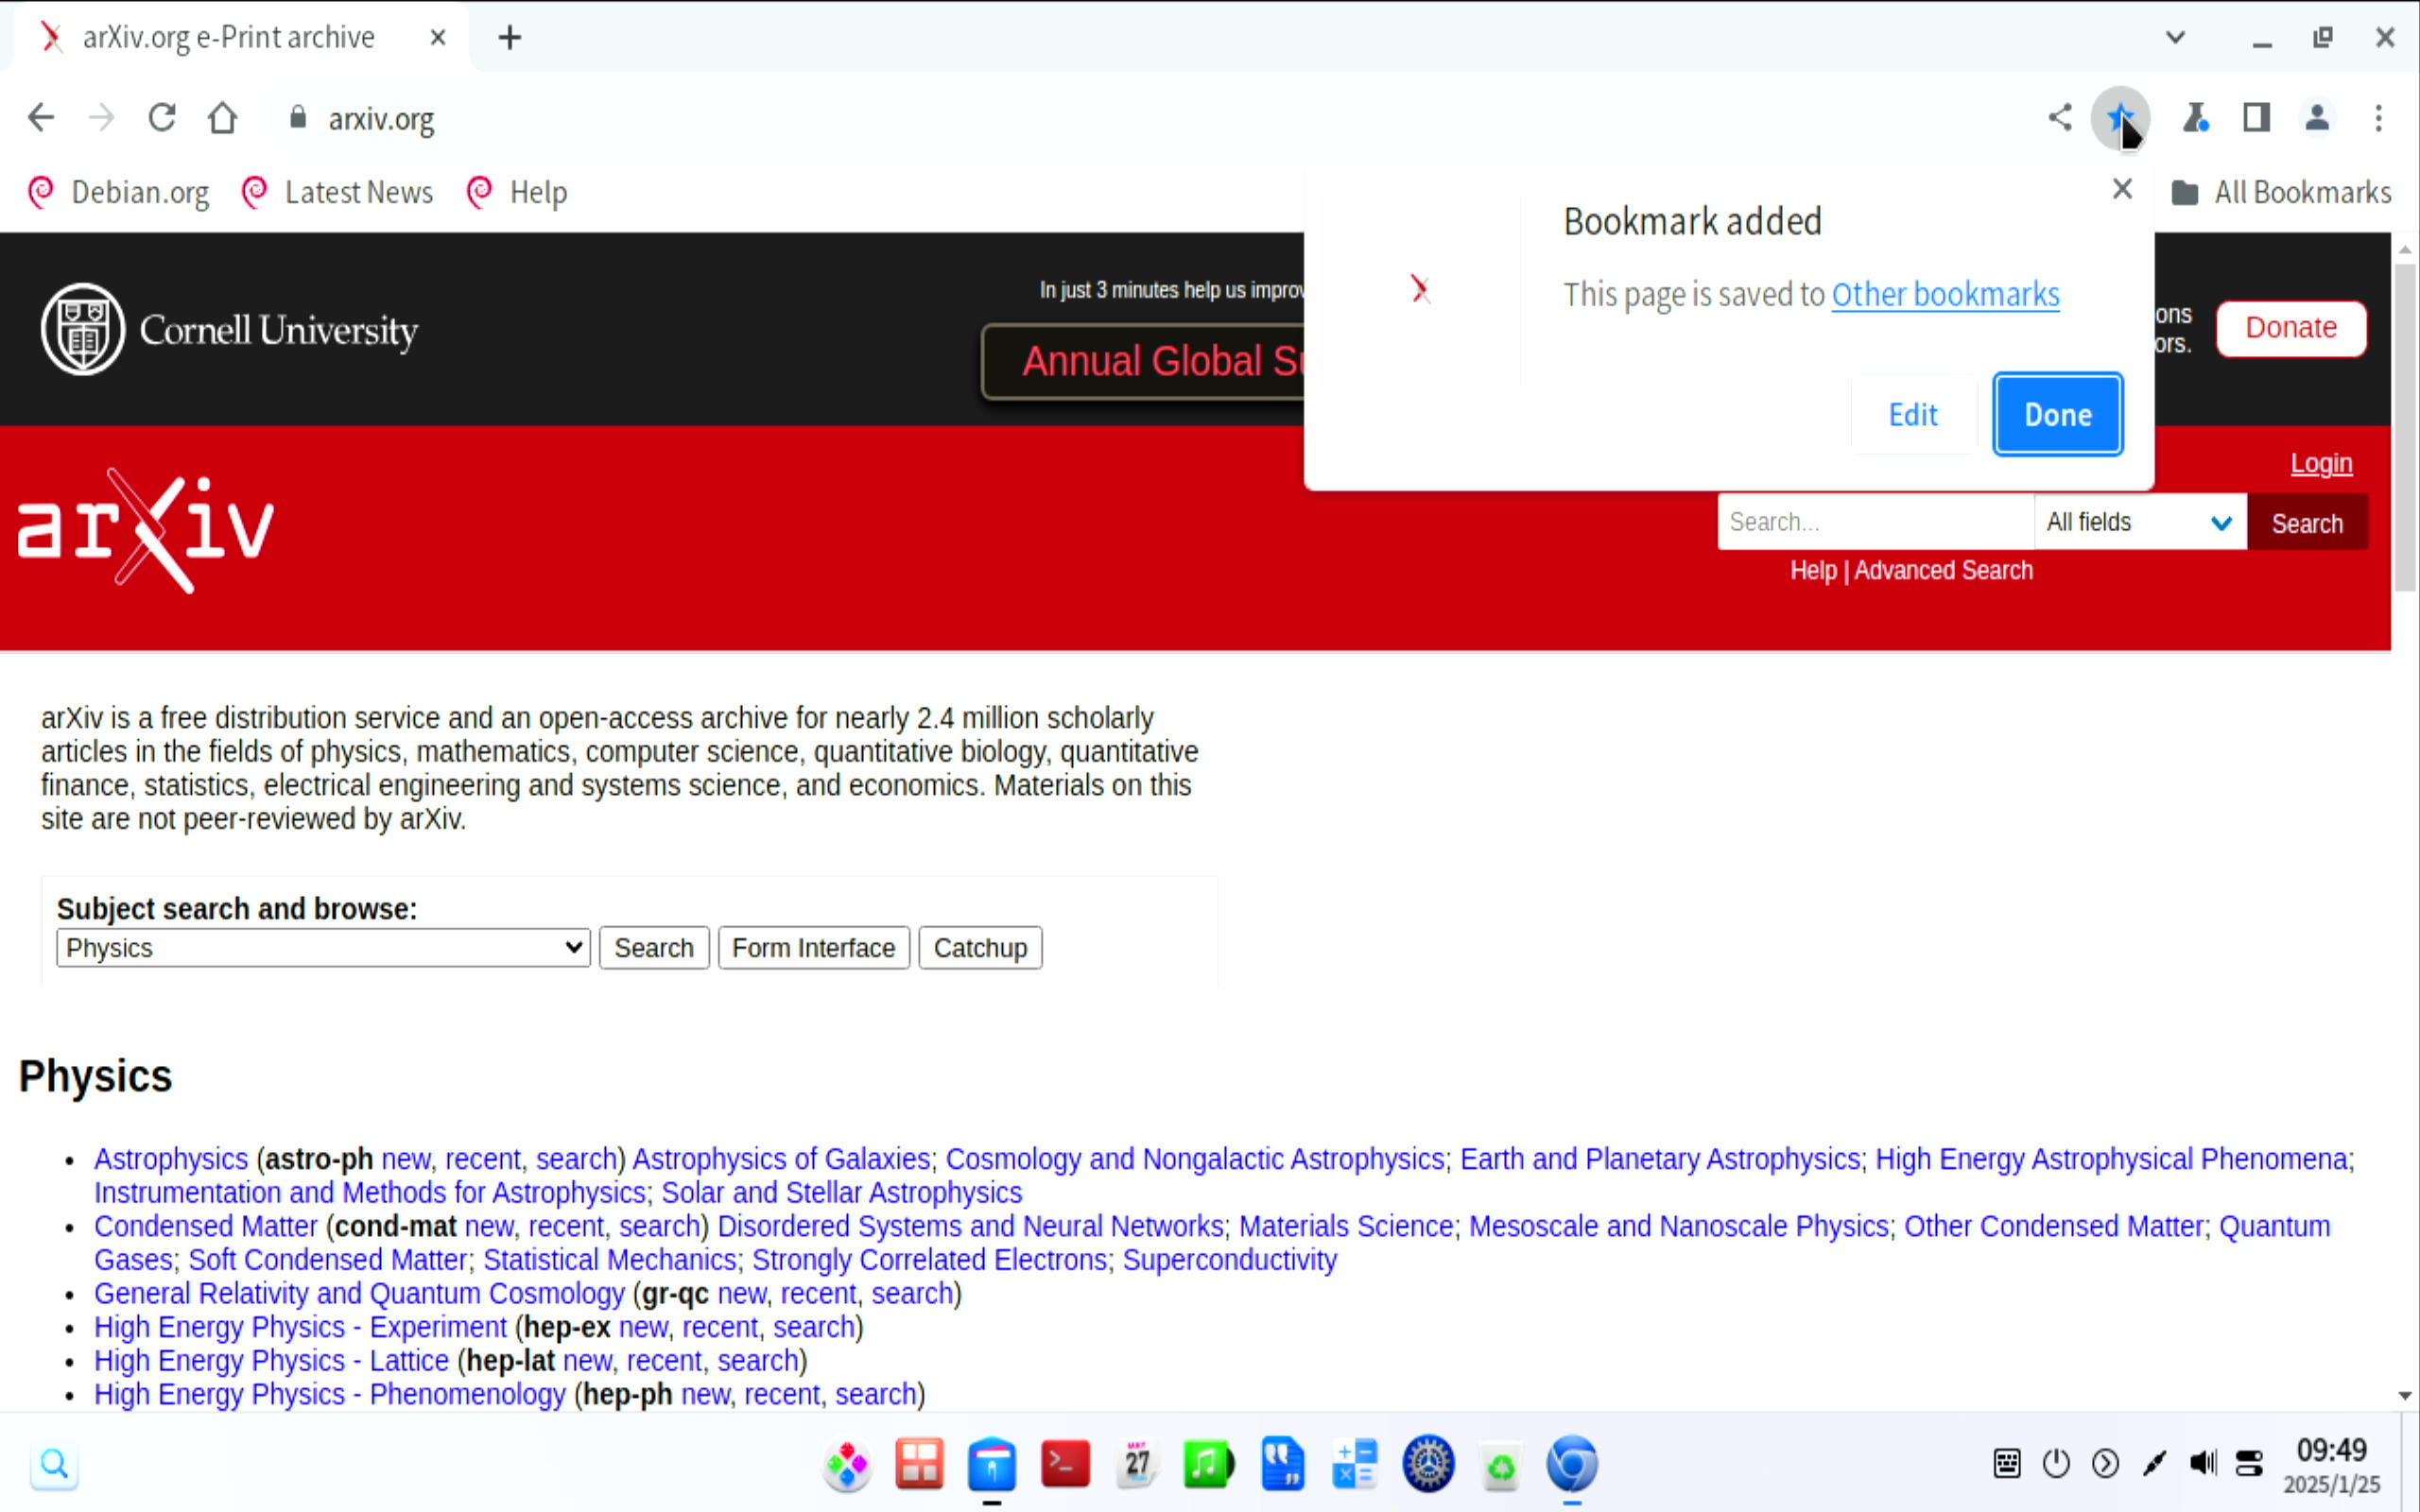 arXiv.org e-Print archive
arxiv.org
Debian.org Latest News Help All Bookmarks
Bookmark added
This page is saved to Other bookmarks
Edit Done
Cornell University
In just 3 minutes help us
Annual Global
ors.
Donate
Login
arXiv
Search... All fields Search
Help | Advanced Search
arXiv is a free distribution service and an open-access archive for nearly 2.4 million scholarly
articles in the fields of physics, mathematics, computer science, quantitative biology, quantitative
finance, statistics, electrical engineering and systems science, and economics. Materials on this
site are not peer-reviewed by arXiv.
Subject search and browse:
Physics Search Form Interface Catchup
Physics
Astrophysics (astro-ph new, recent, search) Astrophysics of Galaxies; Cosmology and Nongalactic Astrophysics; Earth and Planetary Astrophysics; High Energy Astrophysical Phenomena;
Instrumentation and Methods for Astrophysics; Solar and Stellar Astrophysics
Condensed Matter (cond-mat new, recent, search) Disordered Systems and Neural Networks; Materials Science; Mesoscale and Nanoscale Physics; Other Condensed Matter; Quantum
Gases; Soft Condensed Matter; Statistical Mechanics; Strongly Correlated Electrons; Superconductivity
General Relativity and Quantum Cosmology (gr-qc new, recent, search)
High Energy Physics - Experiment (hep-ex new, recent, search)
High Energy Physics - Lattice (hep-lat new, recent, search)
High Energy Physics - Phenomenology (hep-ph new, recent, search)
MAY
27
09:49
2025/1/25